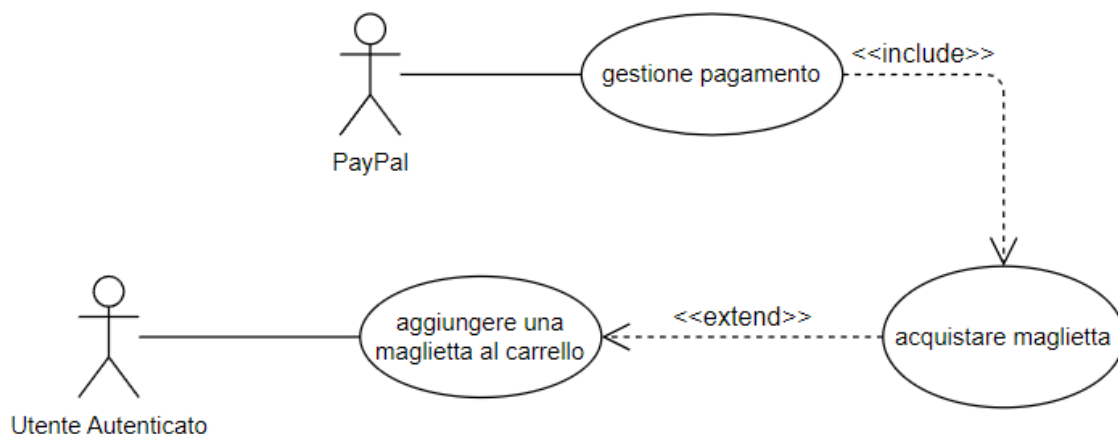 <<include>>
gestione pagamento
PayPal
<<extend>>
aggiungere una
maglietta al carrello
acquistare maglietta
Utente Autenticato